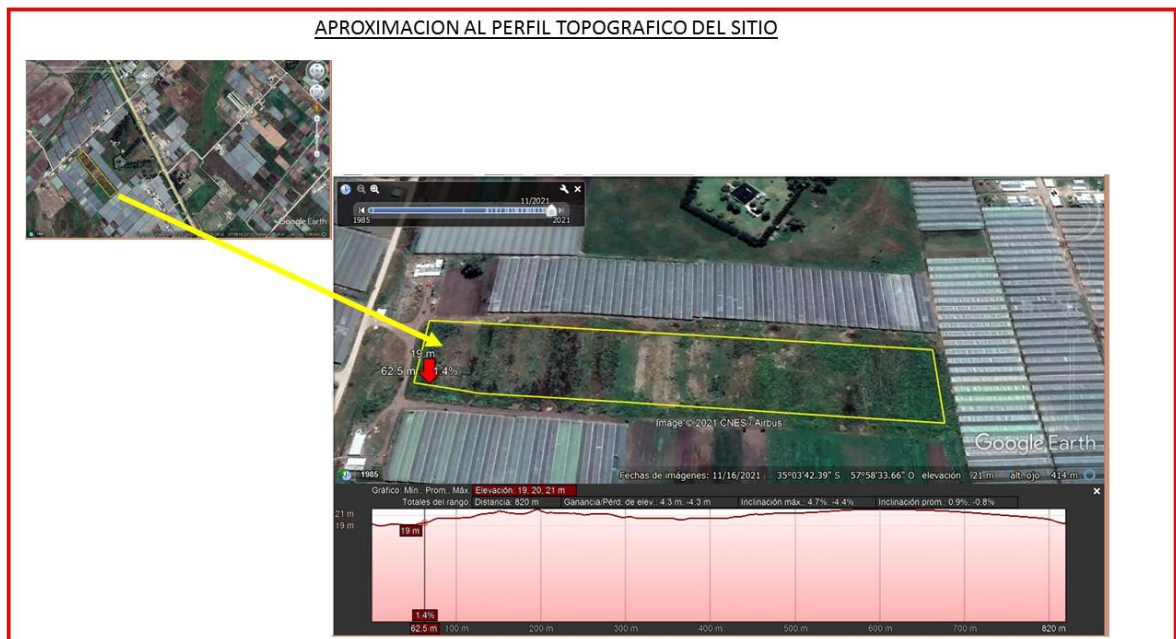 APROXIMACION AL PERFIL TOPOGRAFICO DEL SITIO
Google Earth
11/2021
1985
2021
19 m
62.5 m 1.4%
Image © 2021 CNES / Airbus
Google Earth
1985
Fechas de imágenes: 11/16/2021 35°03'42.39" S 57°58'33.66" O elevación 21 m alt. ojo 414 m
Gráfico: Mín., Prom., Máx. Elevación: 19, 20, 21 m
Totales del rango: Distancia: 820 m Ganancia/Pérd. de elev.: 4.3 m, -4.3 m Inclinación máx.: 4.7%, -4.4% Inclinación prom.: 0.9%, -0.8%
21 m
19 m
19 m
1.4%
62.5 m 100 m 200 m 300 m 400 m 500 m 600 m 700 m 820 m